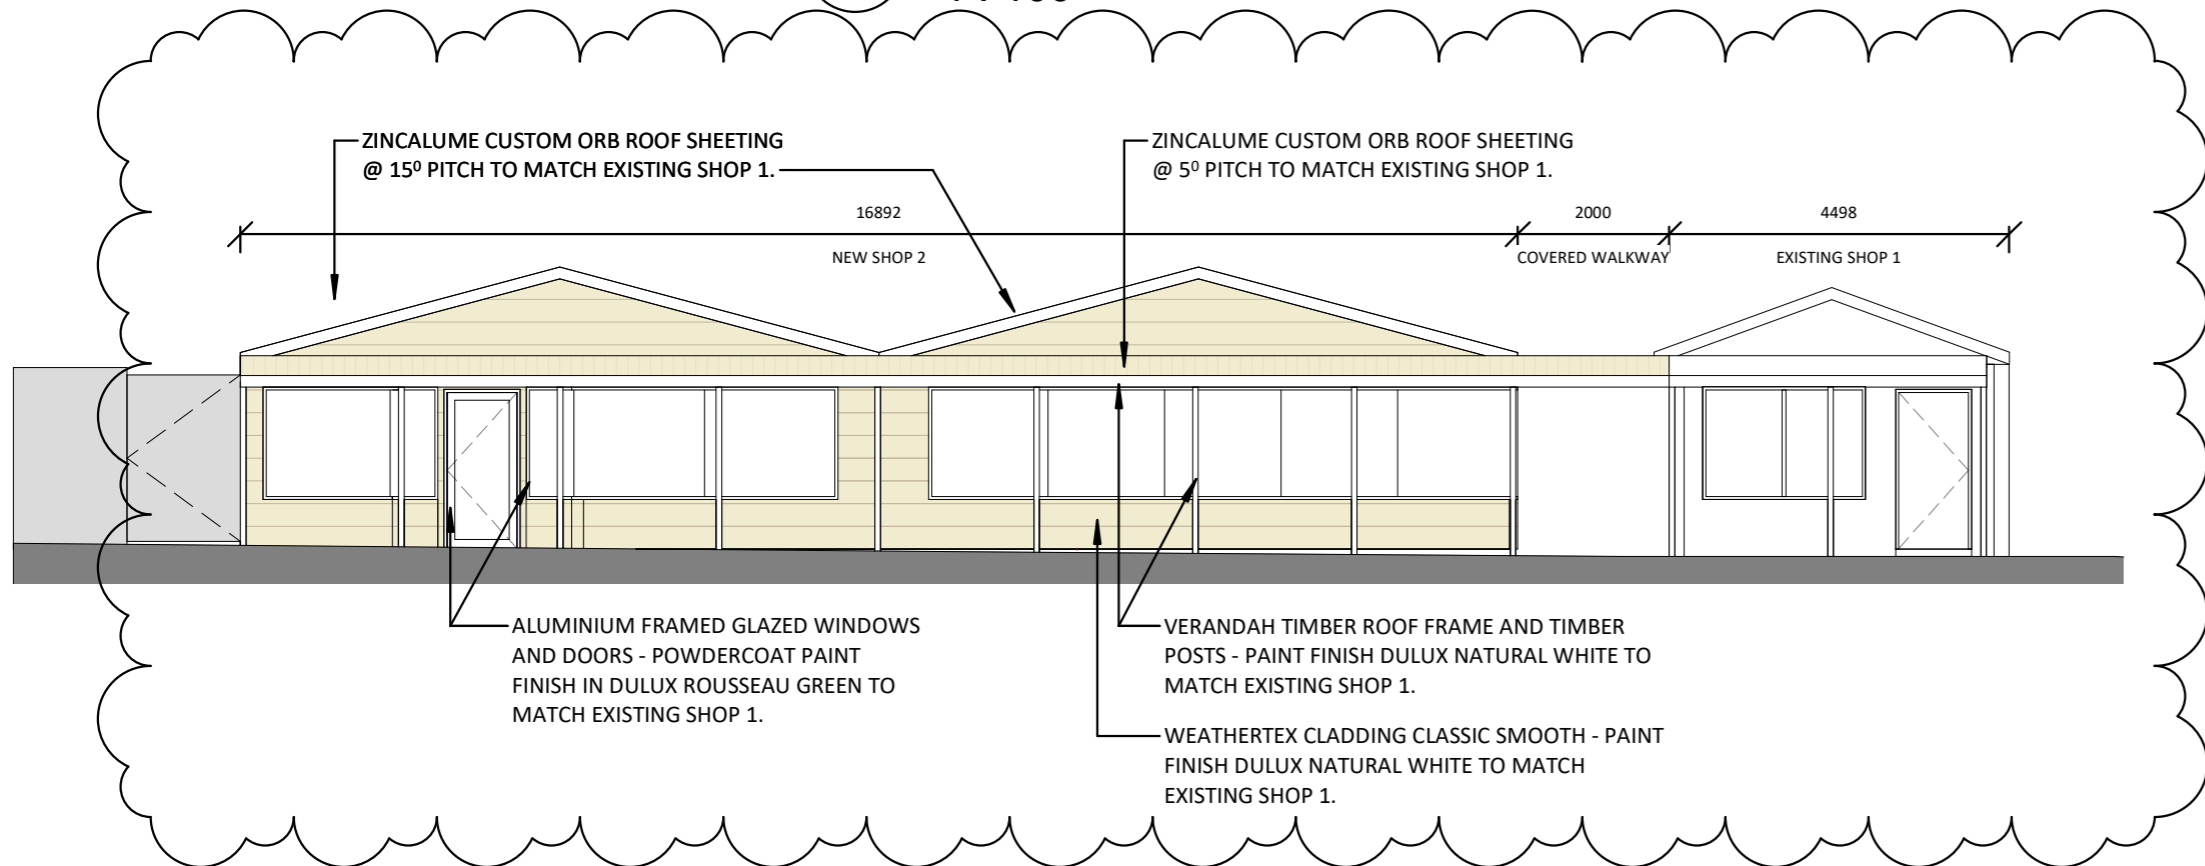 ZINCALUME CUSTOM ORB ROOF SHEETING
@ 15⁰ PITCH TO MATCH EXISTING SHOP 1.
ZINCALUME CUSTOM ORB ROOF SHEETING
@ 5⁰ PITCH TO MATCH EXISTING SHOP 1.
16892
2000
4498
NEW SHOP 2
COVERED WALKWAY
EXISTING SHOP 1
ALUMINIUM FRAMED GLAZED WINDOWS
AND DOORS - POWDERCOAT PAINT
FINISH IN DULUX ROUSSEAU GREEN TO
MATCH EXISTING SHOP 1.
VERANDAH TIMBER ROOF FRAME AND TIMBER
POSTS - PAINT FINISH DULUX NATURAL WHITE TO
MATCH EXISTING SHOP 1.
WEATHERTEX CLADDING CLASSIC SMOOTH - PAINT
FINISH DULUX NATURAL WHITE TO MATCH
EXISTING SHOP 1.